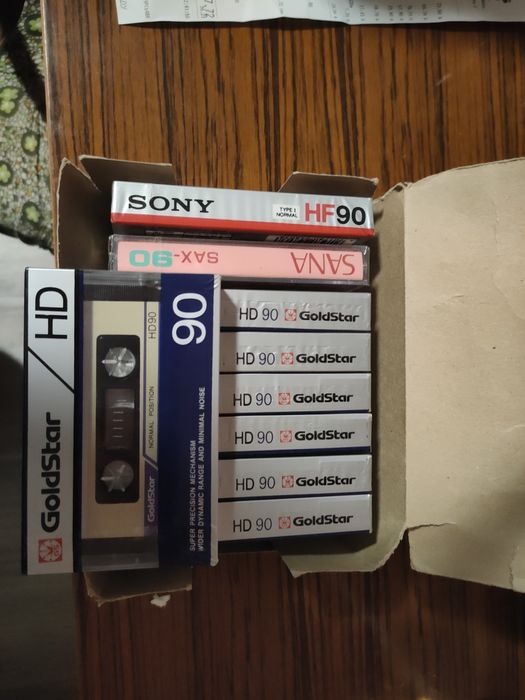 SONY
TYPE I
NORMAL
HF90
SANA
SAX-90
HD 90 GoldStar
HD 90 GoldStar
HD 90 GoldStar
HD 90 GoldStar
HD 90 GoldStar
HD 90 GoldStar
GoldStar HD
GoldStar NORMAL POSITION HD90
90
SUPER PRECISION MECHANISM
WIDER DYNAMIC RANGE AND MINIMAL NOISE